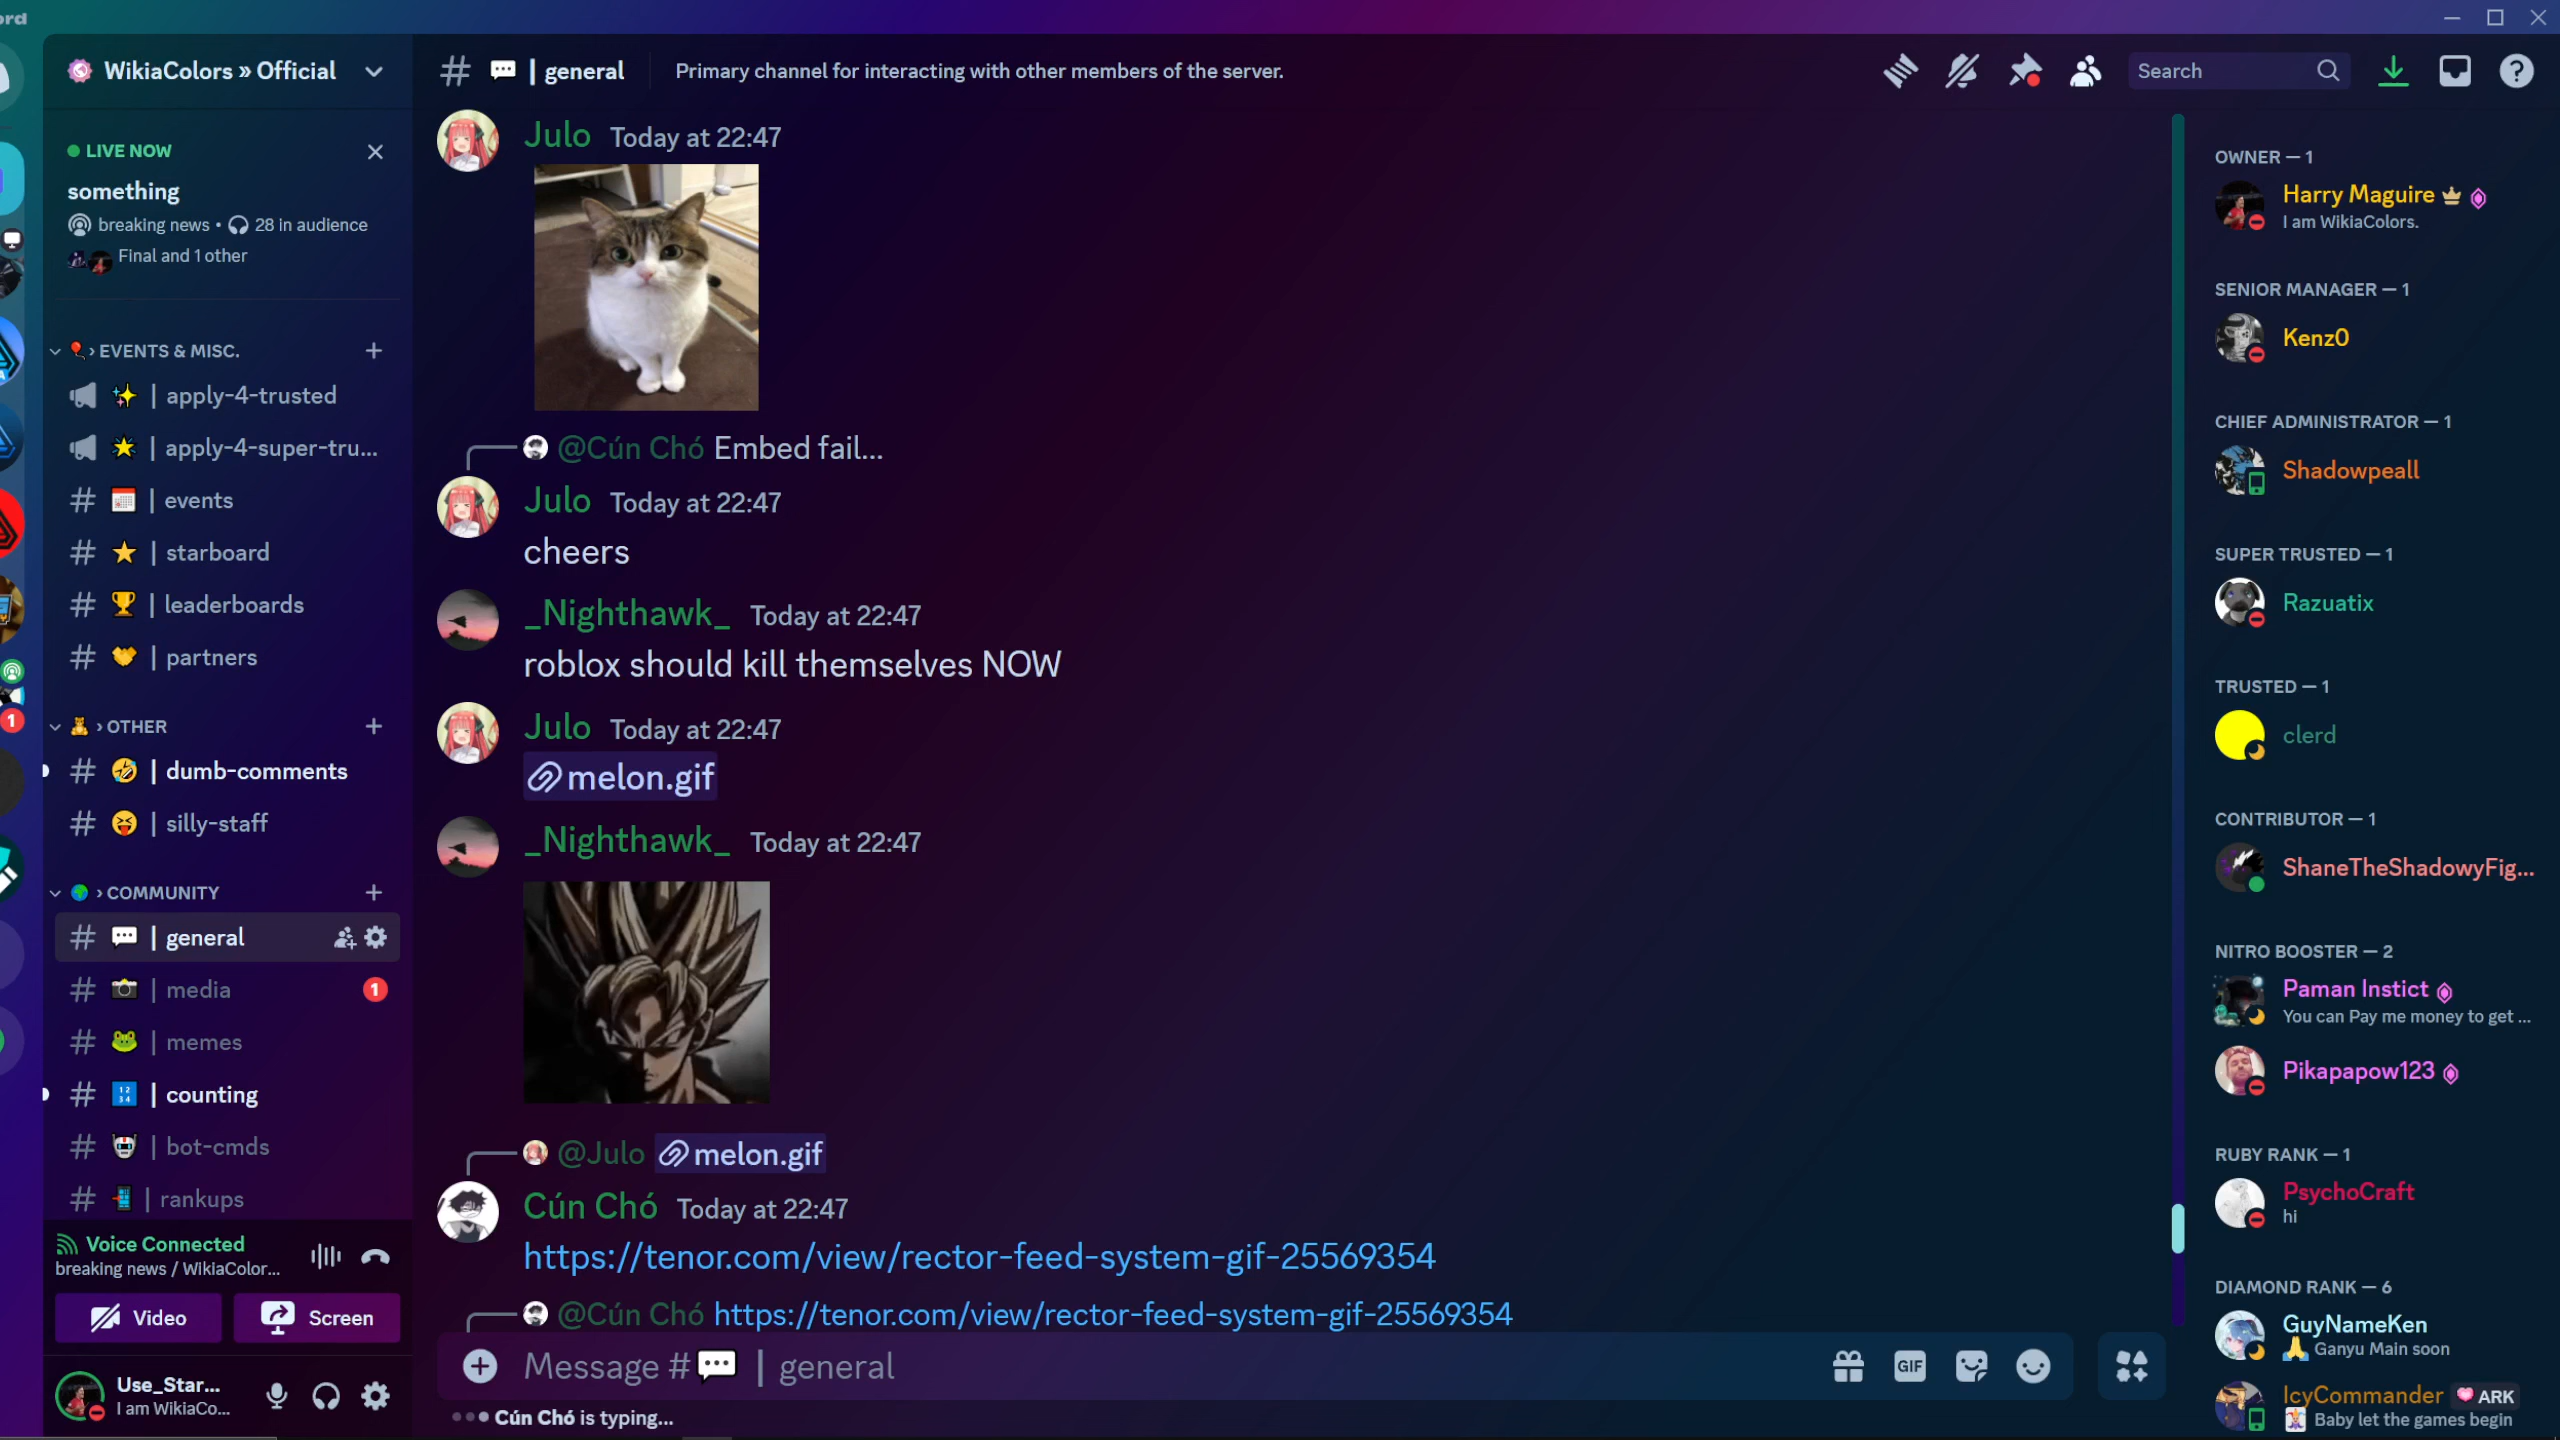 ord
WikiaColors » Official
LIVE NOW
something
breaking news • 28 in audience
Final and 1 other
› EVENTS & MISC.
| apply-4-trusted
| apply-4-super-tru...
| events
| starboard
| leaderboards
| partners
› OTHER
| dumb-comments
| silly-staff
› COMMUNITY
| general
| media 1
| memes
| counting
| bot-cmds
| rankups
1
Voice Connected
breaking news / WikiaColor...
Video Screen
Use_Star...
I am WikiaCo...
# | general Primary channel for interacting with other members of the server.
Search
Julo Today at 22:47
@Cún Chó Embed fail...
Julo Today at 22:47
cheers
_Nighthawk_ Today at 22:47
roblox should kill themselves NOW
Julo Today at 22:47
melon.gif
_Nighthawk_ Today at 22:47
@Julo melon.gif
Cún Chó Today at 22:47
https://tenor.com/view/rector-feed-system-gif-25569354
@Cún Chó https://tenor.com/view/rector-feed-system-gif-25569354
Message # | general
GIF
Cún Chó is typing...
OWNER — 1
Harry Maguire
I am WikiaColors.
SENIOR MANAGER — 1
Kenz0
CHIEF ADMINISTRATOR — 1
Shadowpeall
SUPER TRUSTED — 1
Razuatix
TRUSTED — 1
clerd
CONTRIBUTOR — 1
ShaneTheShadowyFig...
NITRO BOOSTER — 2
Paman Instict
You can Pay me money to get ...
Pikapapow123
RUBY RANK — 1
PsychoCraft
hi
DIAMOND RANK — 6
GuyNameKen
Ganyu Main soon
IcyCommander ARK
Baby let the games begin